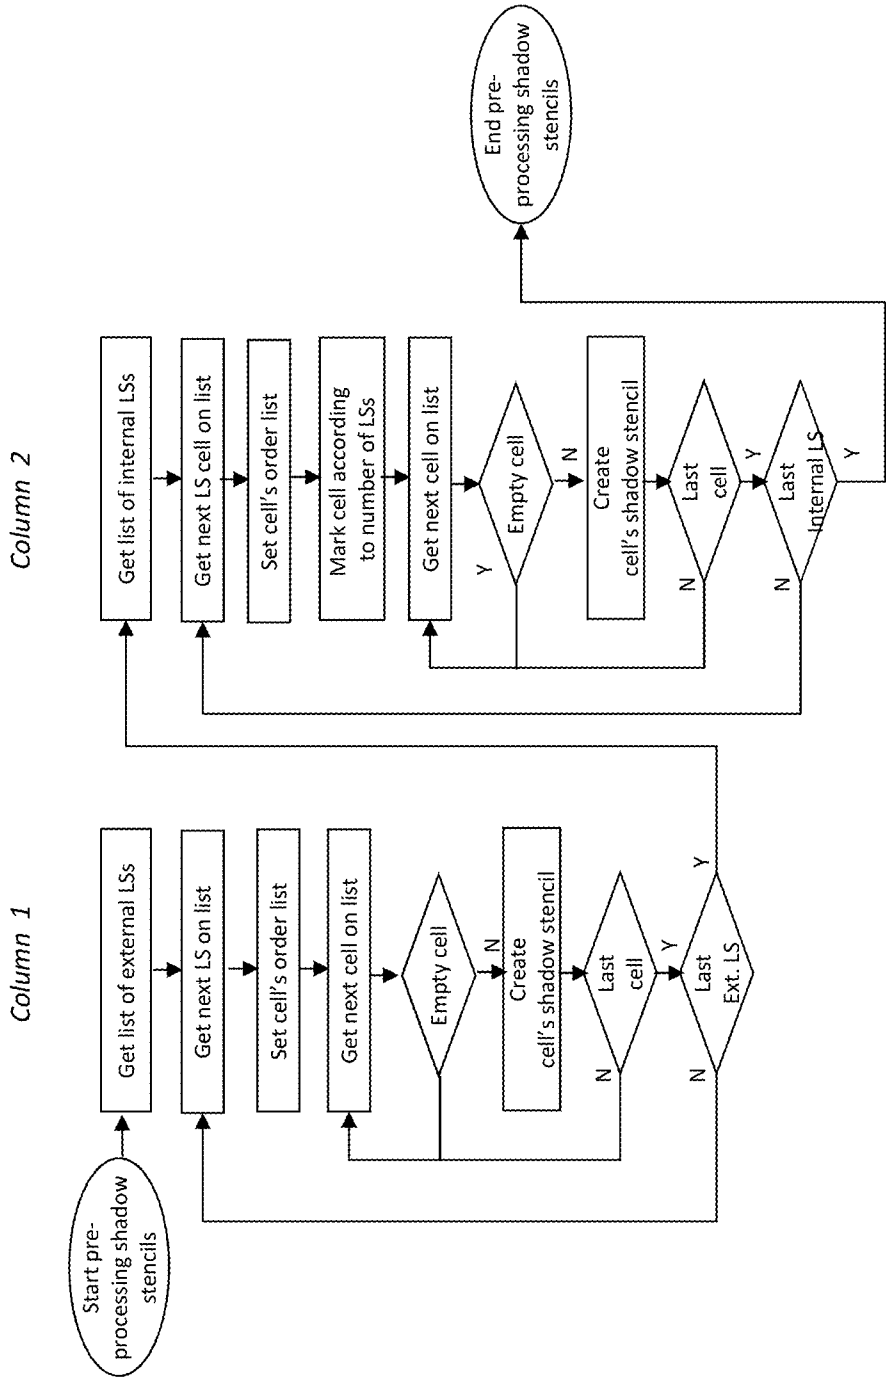 Column 1
Start pre-
processing shadow
stencils
Get list of external LSs
Get next LS on list
Set cell's order list
Get next cell on list
Empty cell
N
Create
cell's shadow stencil
Last
cell
N
Y
Last
Ext. LS
N
Y
Column 2
Get list of internal LSs
Get next LS cell on list
Set cell's order list
Mark cell according
to number of LSs
Get next cell on list
Empty cell
Y
N
Create
cell's shadow stencil
Last
cell
N
Y
Last
Internal LS
N
Y
End pre-
processing shadow
stencils